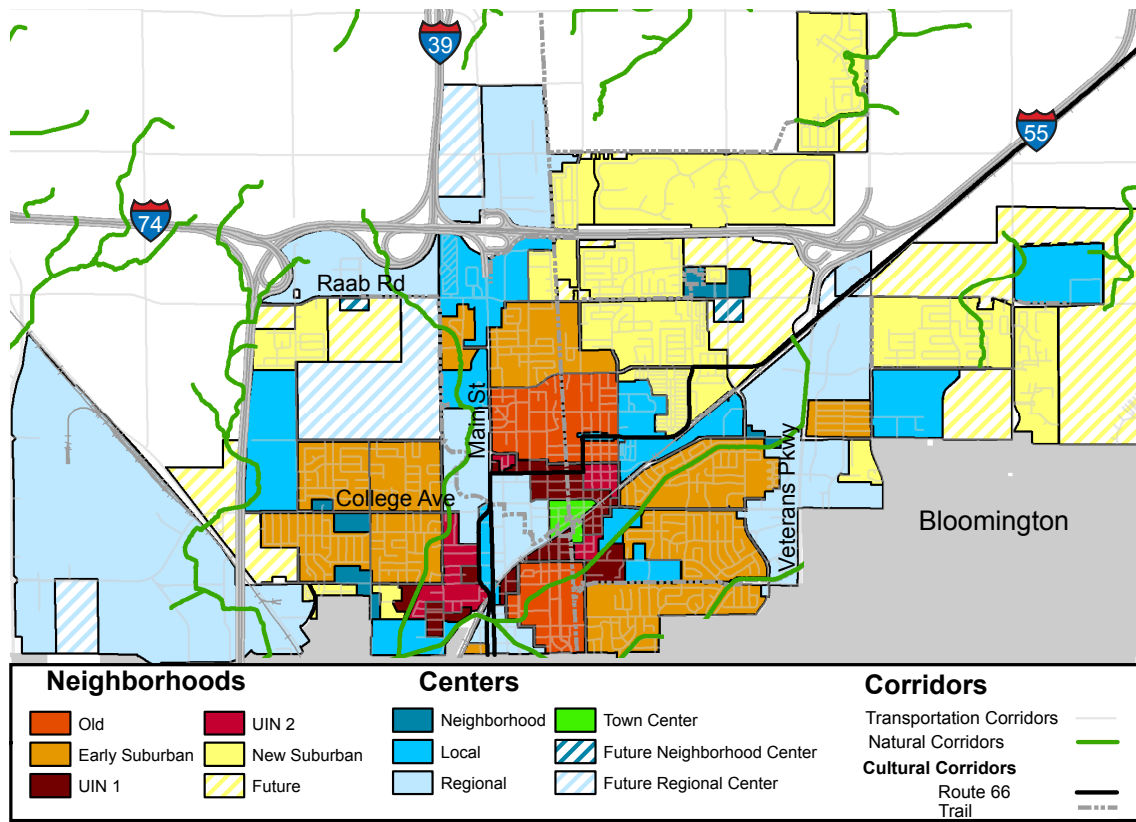 39
55
74
Raab Rd
Main St
College Ave
Veterans Pkwy
Bloomington
Neighborhoods
Old
Early Suburban
UIN 1
UIN 2
New Suburban
Future
Centers
Neighborhood
Local
Regional
Town Center
Future Neighborhood Center
Future Regional Center
Corridors
Transportation Corridors
Natural Corridors
Cultural Corridors
Route 66
Trail